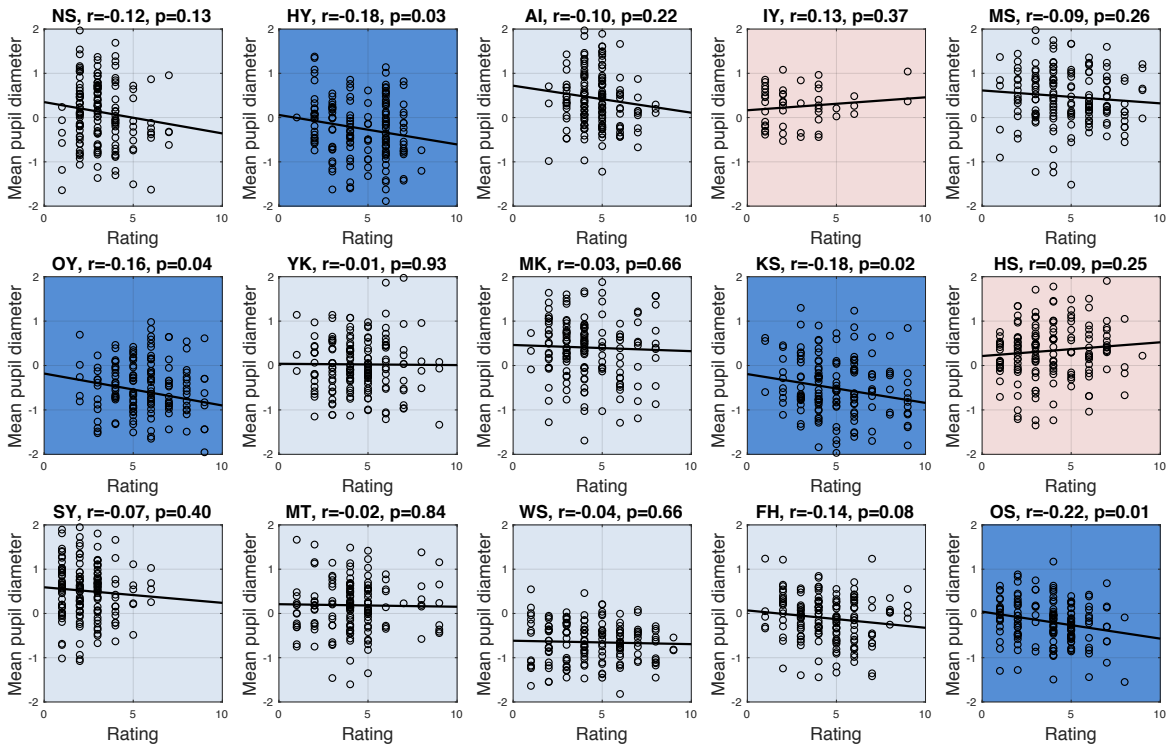 NS, r=-0.12, p=0.13
HY, r=-0.18, p=0.03
AI, r=-0.10, p=0.22
IY, r=0.13, p=0.37
MS, r=-0.09, p=0.26
Mean pupil diameter
2
1
0
-1
-2
0
5
10
Rating
Mean pupil diameter
2
1
0
-1
-2
0
5
10
Rating
Mean pupil diameter
2
1
0
-1
-2
0
5
10
Rating
Mean pupil diameter
2
1
0
-1
-2
0
5
10
Rating
Mean pupil diameter
2
1
0
-1
-2
0
5
10
Rating
OY, r=-0.16, p=0.04
YK, r=-0.01, p=0.93
MK, r=-0.03, p=0.66
KS, r=-0.18, p=0.02
HS, r=0.09, p=0.25
Mean pupil diameter
2
1
0
-1
-2
0
5
10
Rating
Mean pupil diameter
2
1
0
-1
-2
0
5
10
Rating
Mean pupil diameter
2
1
0
-1
-2
0
5
10
Rating
Mean pupil diameter
2
1
0
-1
-2
0
5
10
Rating
Mean pupil diameter
2
1
0
-1
-2
0
5
10
Rating
SY, r=-0.07, p=0.40
MT, r=-0.02, p=0.84
WS, r=-0.04, p=0.66
FH, r=-0.14, p=0.08
OS, r=-0.22, p=0.01
Mean pupil diameter
2
1
0
-1
-2
0
5
10
Rating
Mean pupil diameter
2
1
0
-1
-2
0
5
10
Rating
Mean pupil diameter
2
1
0
-1
-2
0
5
10
Rating
Mean pupil diameter
2
1
0
-1
-2
0
5
10
Rating
Mean pupil diameter
2
1
0
-1
-2
0
5
10
Rating